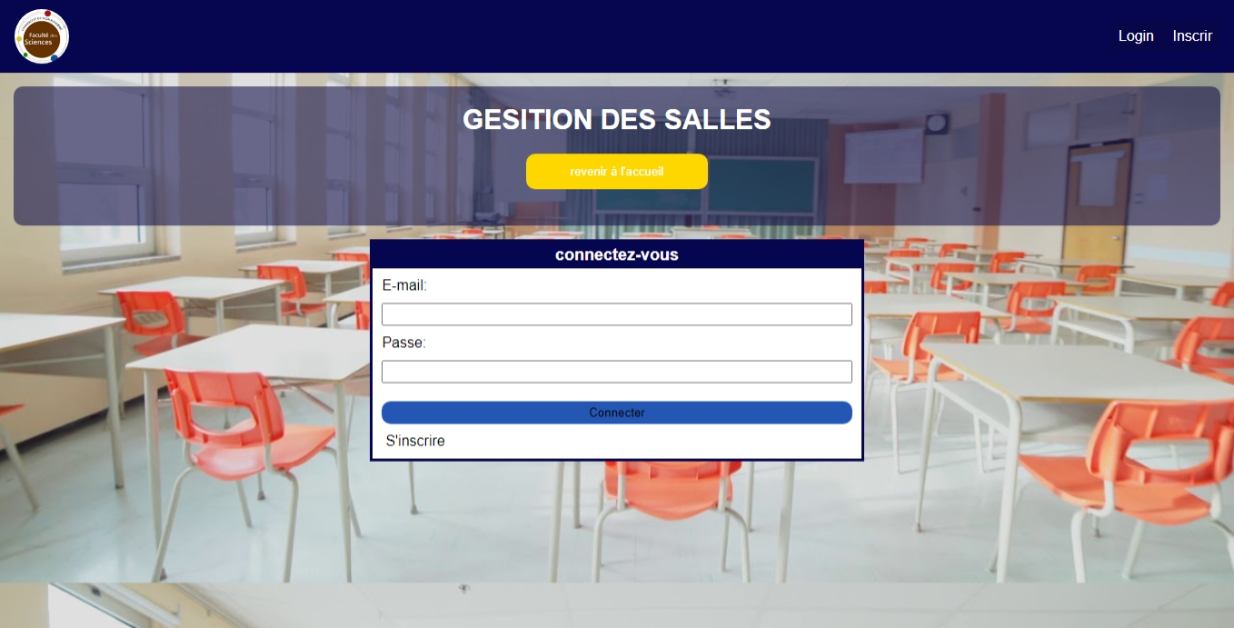 Faculté des
Sciences
Login Inscrir
GESITION DES SALLES
revenir à l'accueil
connectez-vous
E-mail:
Passe:
Connecter
S'inscrire